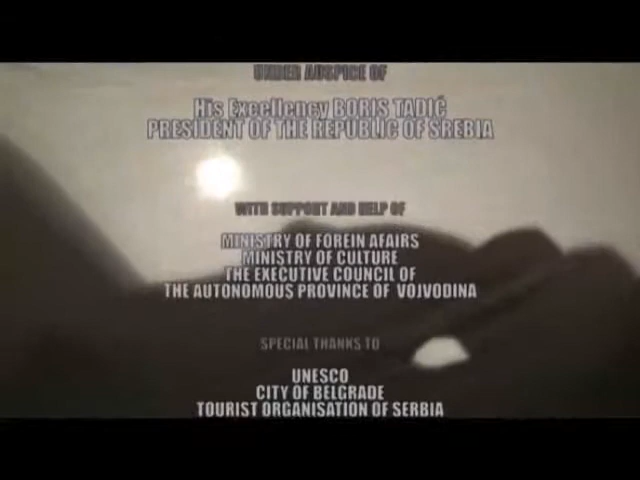 UNDER AUSPICE OF
His Execllency BORIS TADIĆ
PRESIDENT OF THE REPUBLIC OF SREBIA
WITH SUPPORT AND HELP OF
MINISTRY OF FOREIN AFAIRS
MINISTRY OF CULTURE
THE EXECUTIVE COUNCIL OF
THE AUTONOMOUS PROVINCE OF VOJVODINA
SPECIAL THANKS TO
UNESCO
CITY OF BELGRADE
TOURIST ORGANISATION OF SERBIA